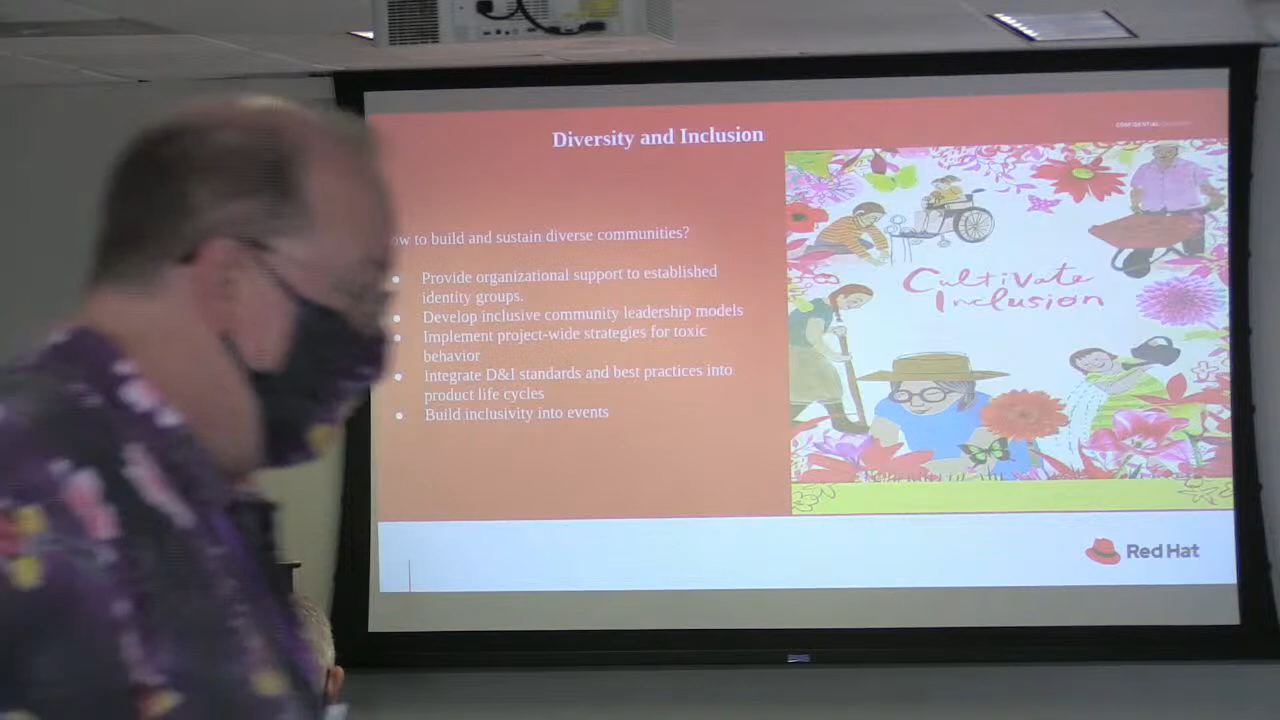 Diversity and Inclusion
CONFIDENTIAL
ow to build and sustain diverse communities?
Provide organizational support to established
identity groups.
Develop inclusive community leadership models
Implement project-wide strategies for toxic
behavior
Integrate D&I standards and best practices into
product life cycles
Build inclusivity into events
Cultivate
Inclusion
Red Hat